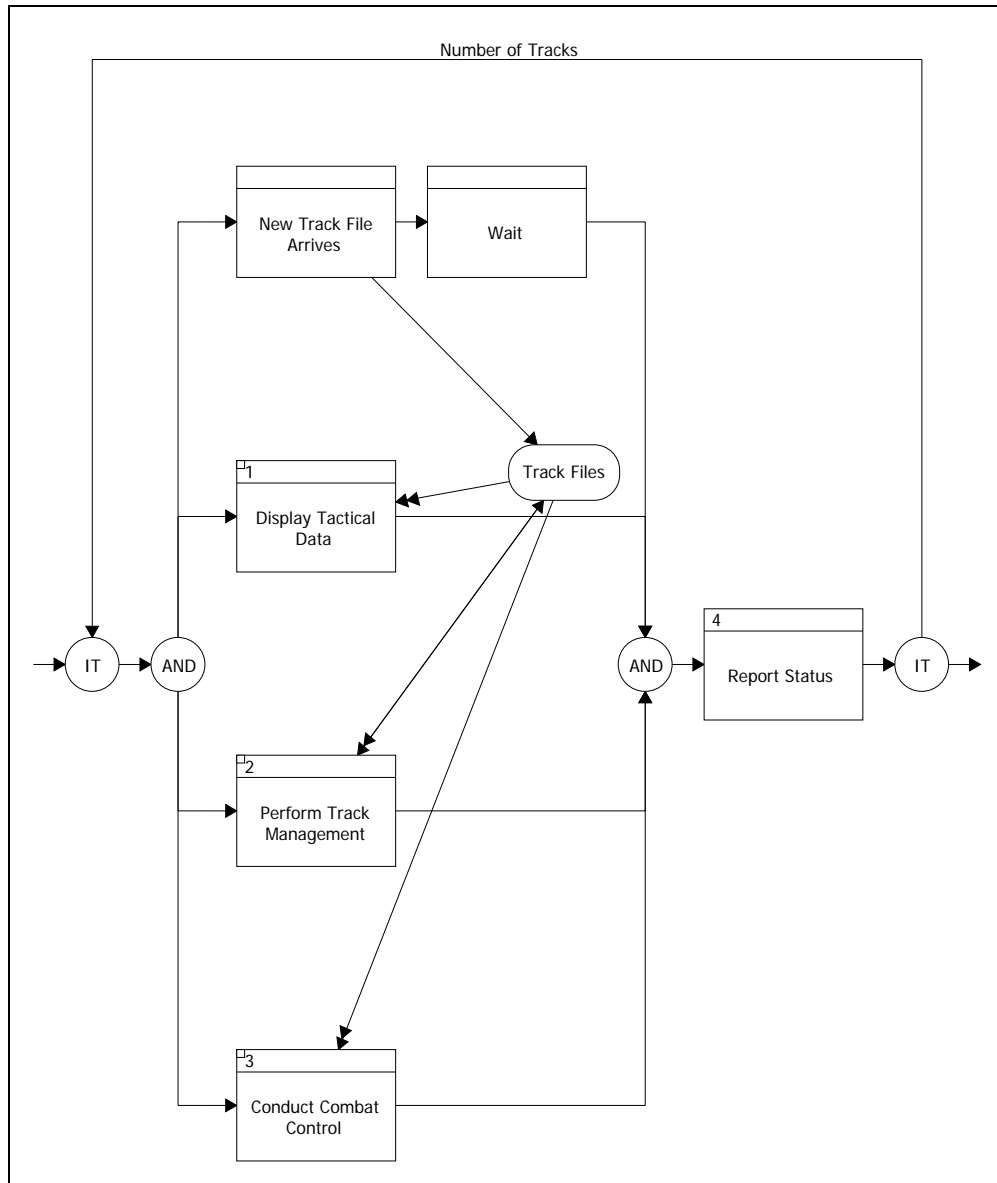 Number of Tracks
New Track File
Arrives
Wait
Track Files
1
Display Tactical
Data
IT
AND
AND
4
Report Status
IT
2
Perform Track
Management
3
Conduct Combat
Control